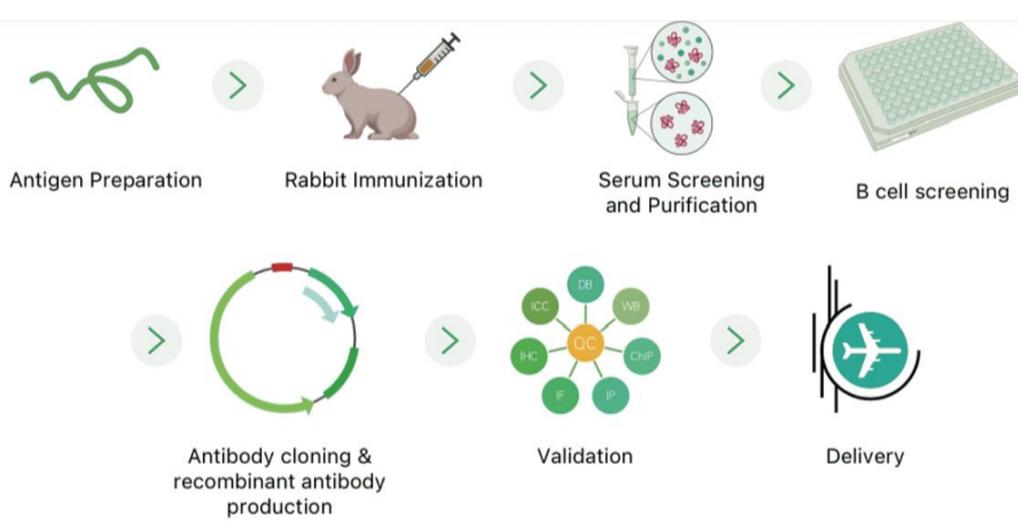 Antigen Preparation
Rabbit Immunization
Serum Screening
and Purification
B cell screening
Antibody cloning &
recombinant antibody
production
DB
ICC
WB
QC
IHC
ChIP
IF
IP
Validation
Delivery